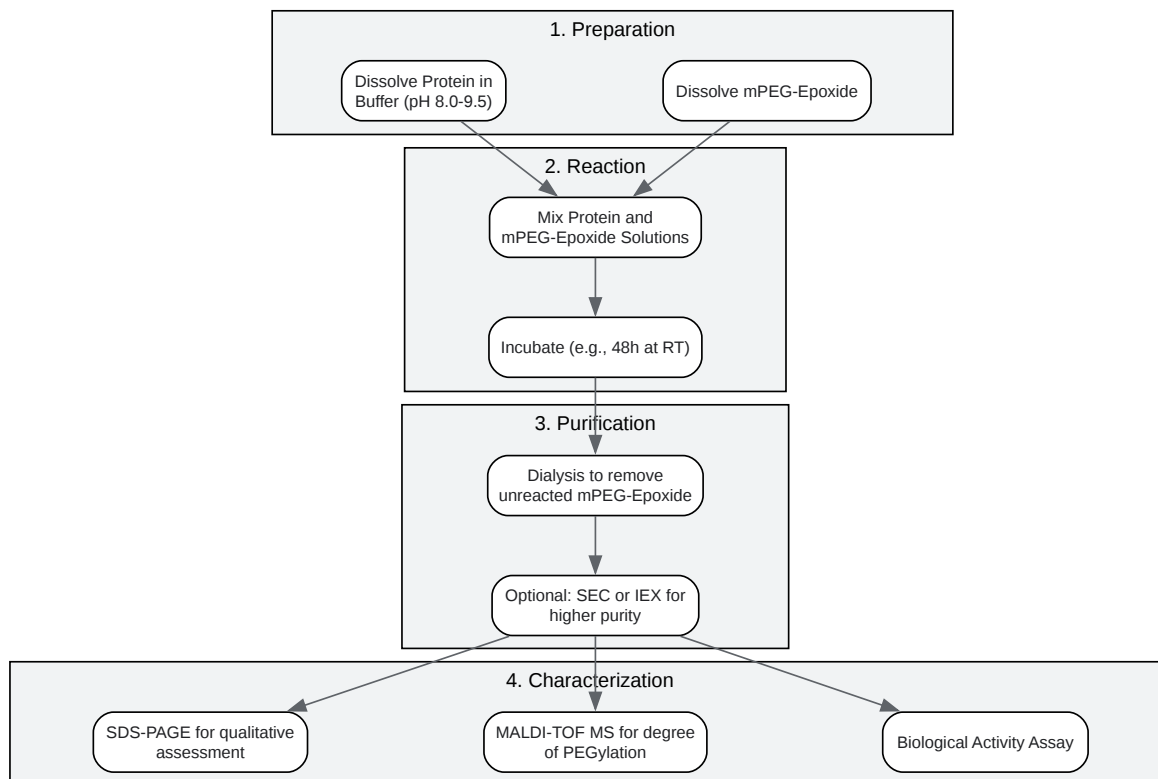 1. Preparation
Dissolve Protein in
Buffer (pH 8.0-9.5)
Dissolve mPEG-Epoxide
2. Reaction
Mix Protein and
mPEG-Epoxide Solutions
Incubate (e.g., 48h at RT)
3. Purification
Dialysis to remove
unreacted mPEG-Epoxide
Optional: SEC or IEX for
higher purity
4. Characterization
SDS-PAGE for qualitative
assessment
MALDI-TOF MS for degree
of PEGylation
Biological Activity Assay